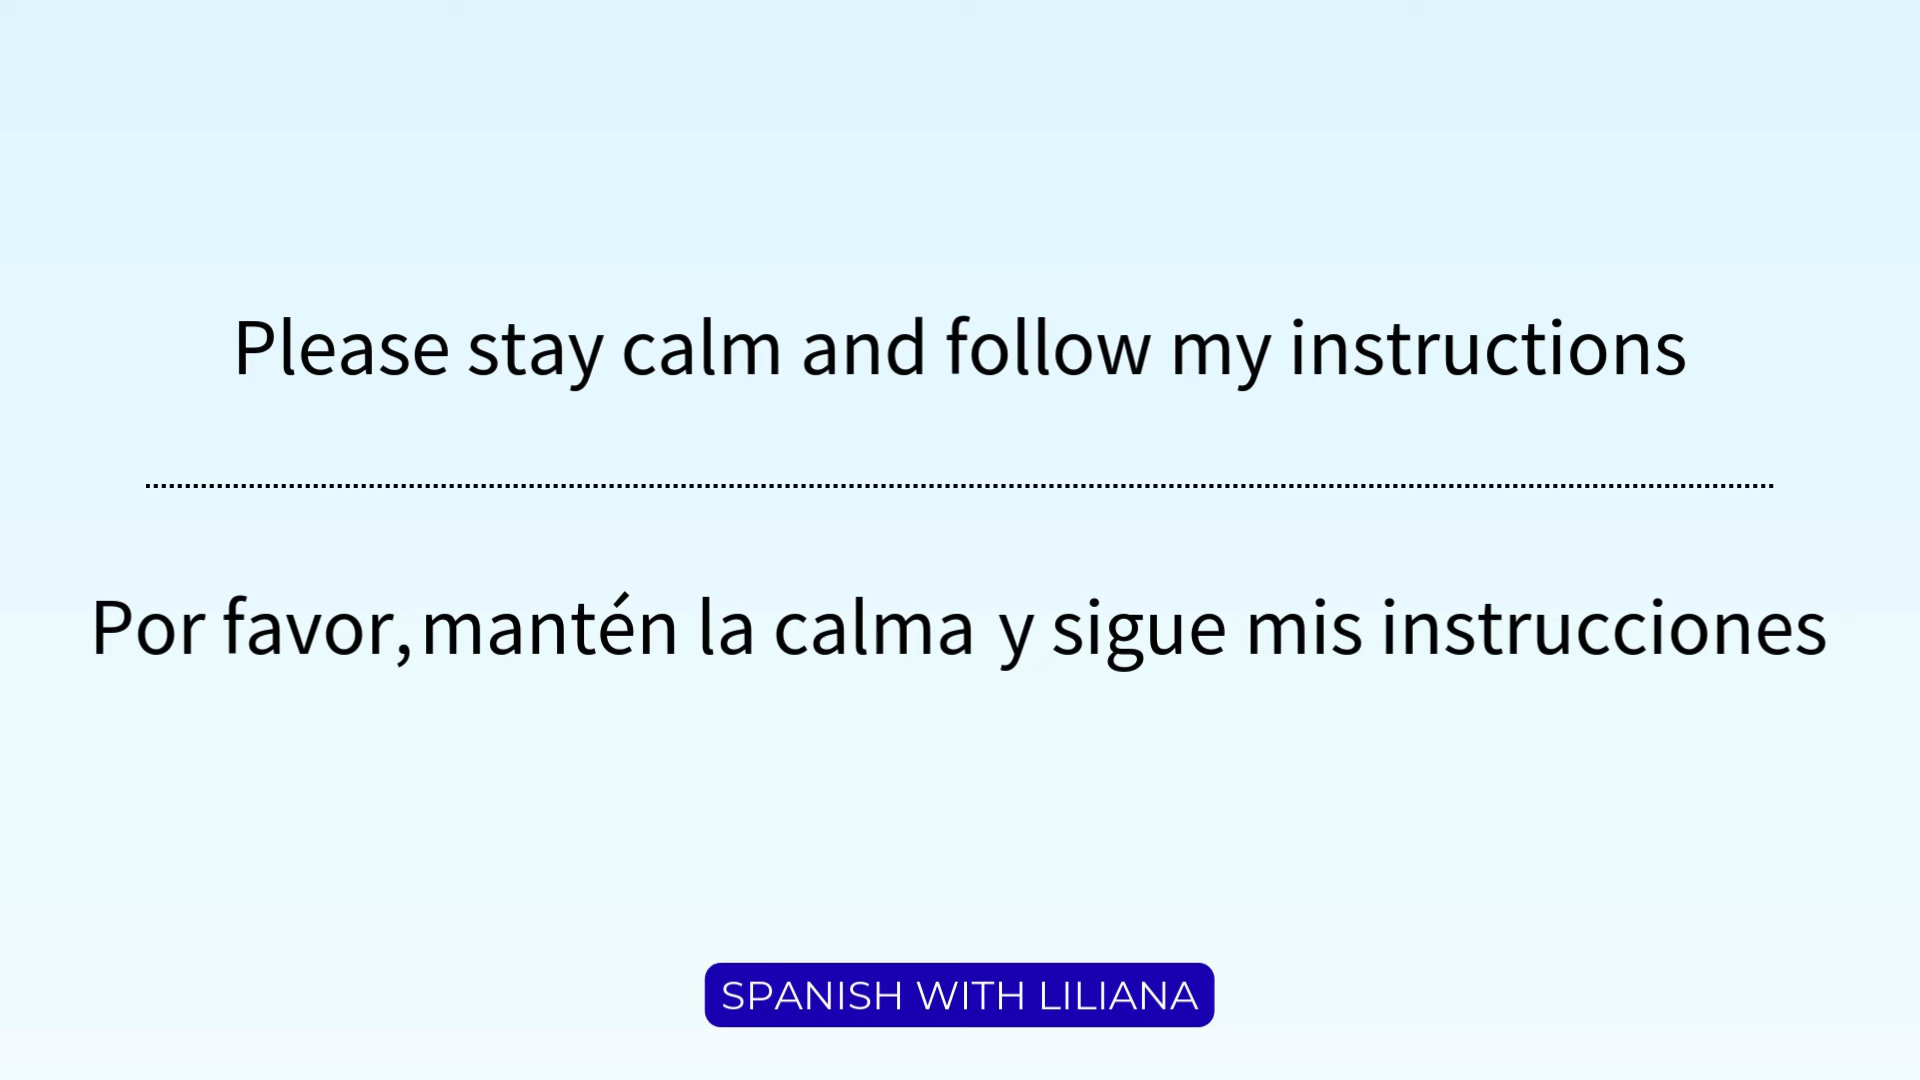 Please stay calm and follow my instructions
Por favor, mantén la calma y sigue mis instrucciones
SPANISH WITH LILIANA